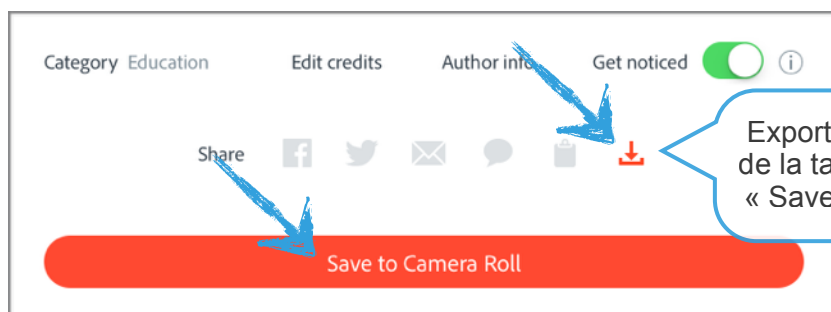 Category Education Edit credits Author info Get noticed
Share
Export
de la ta
« Save
Save to Camera Roll